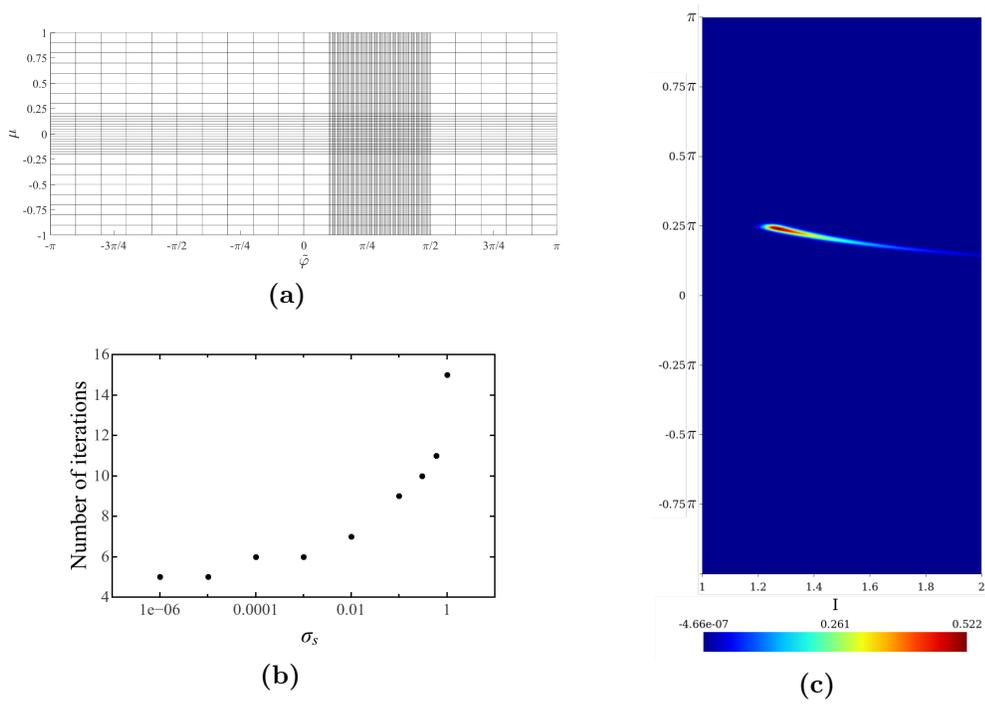 1
0.75
0.5
0.25
0
-0.25
-0.5
-0.75
-1
μ
-π -3π/4 -π/2 -π/4 0 π/4 π/2 3π/4 π
φ̃
(a)
16
14
12
10
8
6
4
Number of iterations
1e−06 0.0001 0.01 1
σs
(b)
π
0.75π
0.5π
0.25π
0
-0.25π
-0.5π
-0.75π
1 1.2 1.4 1.6 1.8 2
I
-4.66e-07 0.261 0.522
(c)